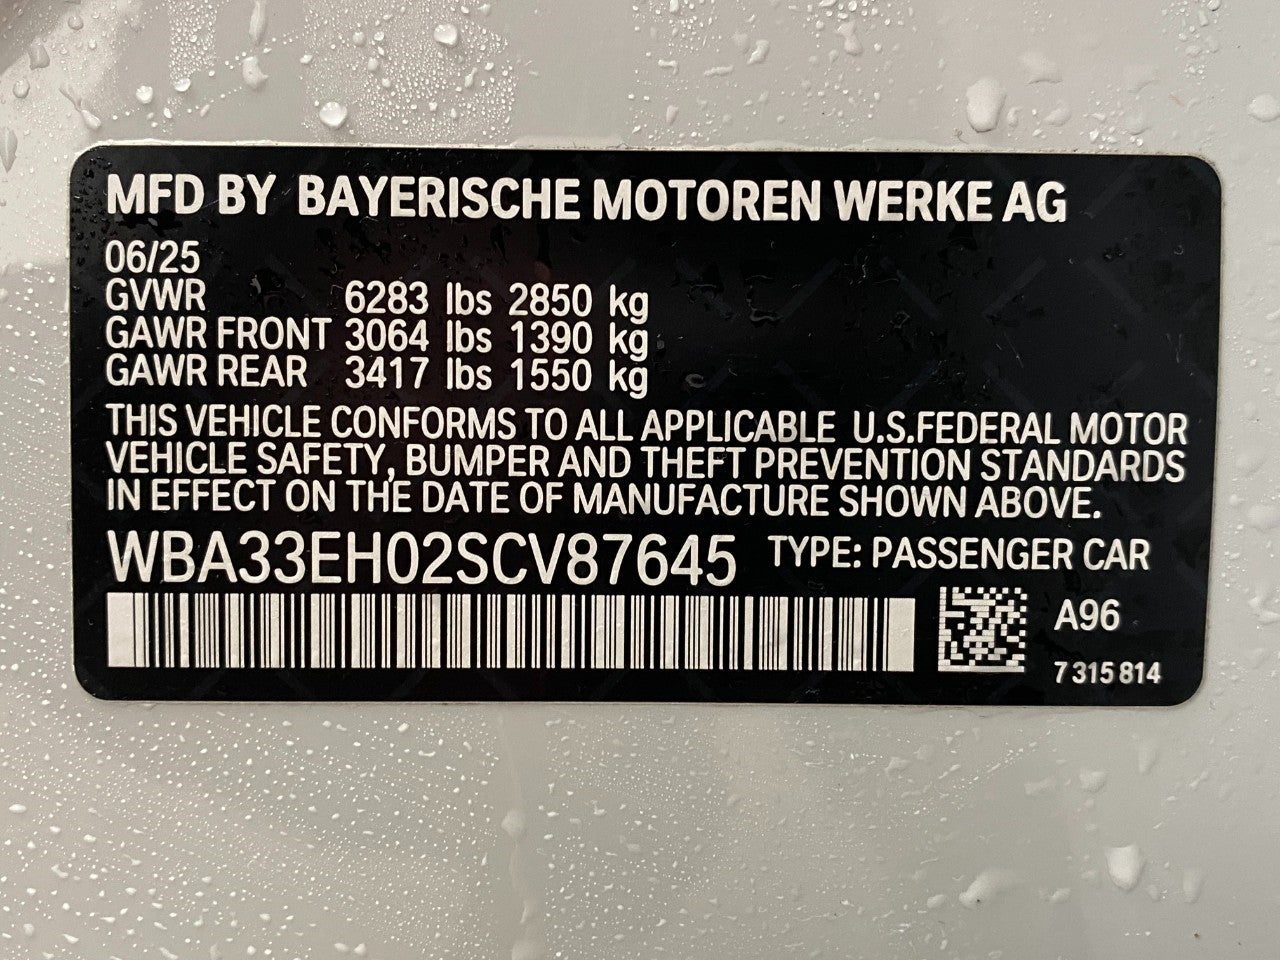 MFD BY BAYERISCHE MOTOREN WERKE AG
06/25
GVWR 6283 lbs 2850 kg
GAWR FRONT 3064 lbs 1390 kg
GAWR REAR 3417 lbs 1550 kg
THIS VEHICLE CONFORMS TO ALL APPLICABLE U.S.FEDERAL MOTOR
VEHICLE SAFETY, BUMPER AND THEFT PREVENTION STANDARDS
IN EFFECT ON THE DATE OF MANUFACTURE SHOWN ABOVE.
WBA33EH02SCV87645 TYPE: PASSENGER CAR
A96
7 315 814